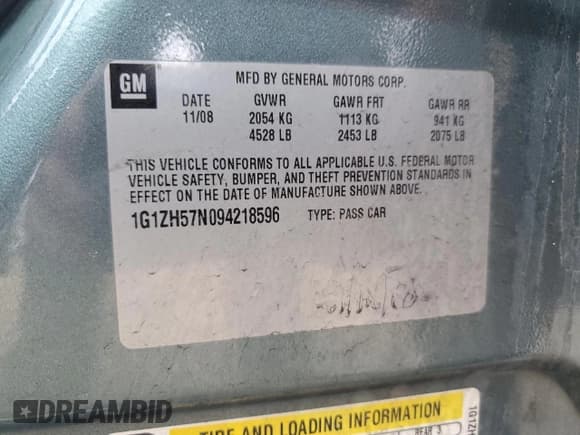 GM
MFD BY GENERAL MOTORS CORP.
DATE GVWR GAWR FRT GAWR RR
11/08 2054 KG 1113 KG 941 KG
4528 LB 2453 LB 2075 LB
THIS VEHICLE CONFORMS TO ALL APPLICABLE U.S. FEDERAL MOTOR
VEHICLE SAFETY, BUMPER, AND THEFT PREVENTION STANDARDS IN
EFFECT ON THE DATE OF MANUFACTURE SHOWN ABOVE.
1G1ZH57N094218596 TYPE: PASS CAR
TIRE AND LOADING INFORMATION
REAR 3
1G1ZH
DREAMBID